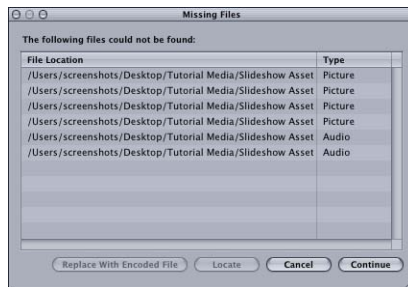 Missing Files
The following files could not be found:
File Location Type
/Users/screenshots/Desktop/Tutorial Media/Slideshow Asset Picture
/Users/screenshots/Desktop/Tutorial Media/Slideshow Asset Picture
/Users/screenshots/Desktop/Tutorial Media/Slideshow Asset Picture
/Users/screenshots/Desktop/Tutorial Media/Slideshow Asset Picture
/Users/screenshots/Desktop/Tutorial Media/Slideshow Asset Audio
/Users/screenshots/Desktop/Tutorial Media/Slideshow Asset Audio
Replace With Encoded File Locate Cancel Continue